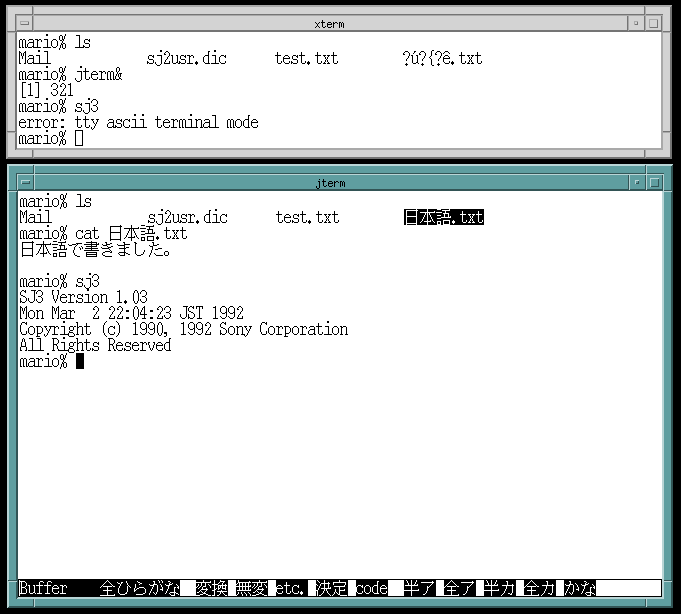 xterm
mario% ls
Mail sj2usr.dic test.txt ?ú?{?ê.txt
mario% jterm&
[1] 321
mario% sj3
error: tty ascii terminal mode
mario%
jterm
mario% ls
Mail sj2usr.dic test.txt 日本語.txt
mario% cat 日本語.txt
日本語で書きました。
mario% sj3
SJ3 Version 1.03
Mon Mar 2 22:04:23 JST 1992
Copyright (c) 1990, 1992 Sony Corporation
All Rights Reserved
mario%
Buffer 全ひらがな 変換 無変 etc. 決定 code 半ア 全ア 半カ 全カ かな